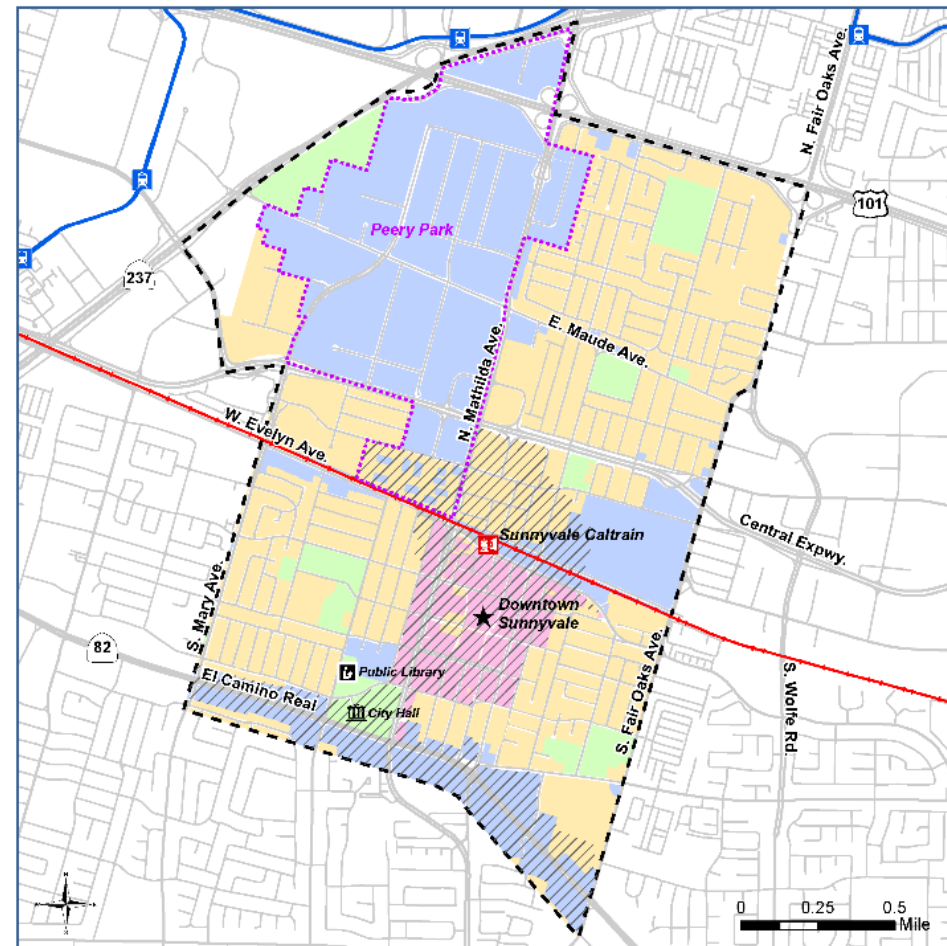 N. Fair Oaks Ave.
101
Peery Park
237
E. Maude Ave.
N. Mathilda Ave.
W. Evelyn Ave.
Sunnyvale Caltrain
Central Expwy.
Downtown
Sunnyvale
S. Mary Ave.
82
Public Library
El Camino Real
City Hall
S. Fair Oaks Ave.
S. Wolfe Rd.
0 0.25 0.5
Mile